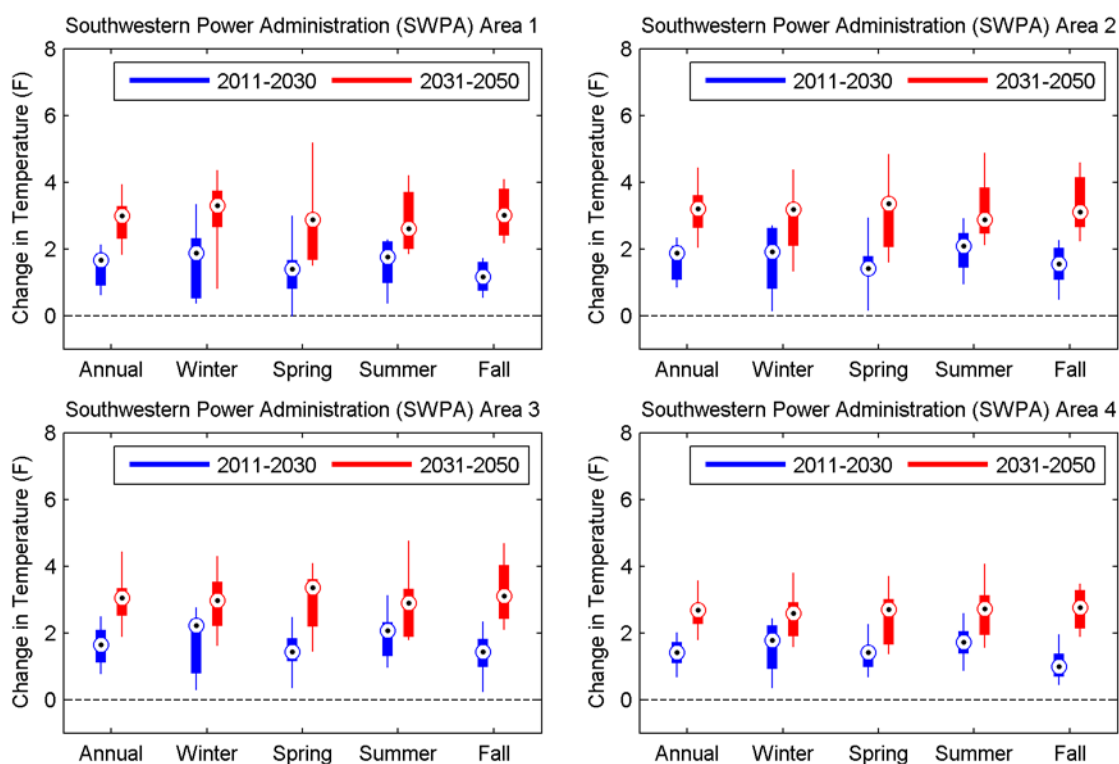 Southwestern Power Administration (SWPA) Area 1
Change in Temperature (F)
8
6
4
2
0
2011-2030 2031-2050
Annual Winter Spring Summer Fall
Southwestern Power Administration (SWPA) Area 2
Change in Temperature (F)
8
6
4
2
0
2011-2030 2031-2050
Annual Winter Spring Summer Fall
Southwestern Power Administration (SWPA) Area 3
Change in Temperature (F)
8
6
4
2
0
2011-2030 2031-2050
Annual Winter Spring Summer Fall
Southwestern Power Administration (SWPA) Area 4
Change in Temperature (F)
8
6
4
2
0
2011-2030 2031-2050
Annual Winter Spring Summer Fall